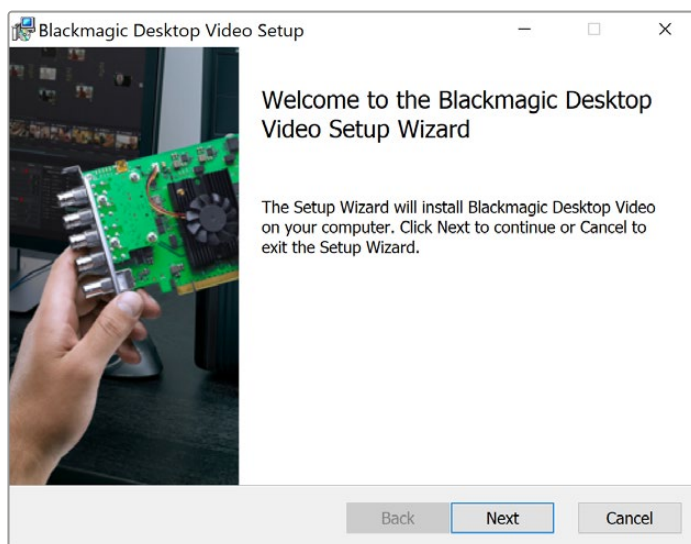 Blackmagic Desktop Video Setup
Welcome to the Blackmagic Desktop
Video Setup Wizard
The Setup Wizard will install Blackmagic Desktop Video
on your computer. Click Next to continue or Cancel to
exit the Setup Wizard.
Back Next Cancel